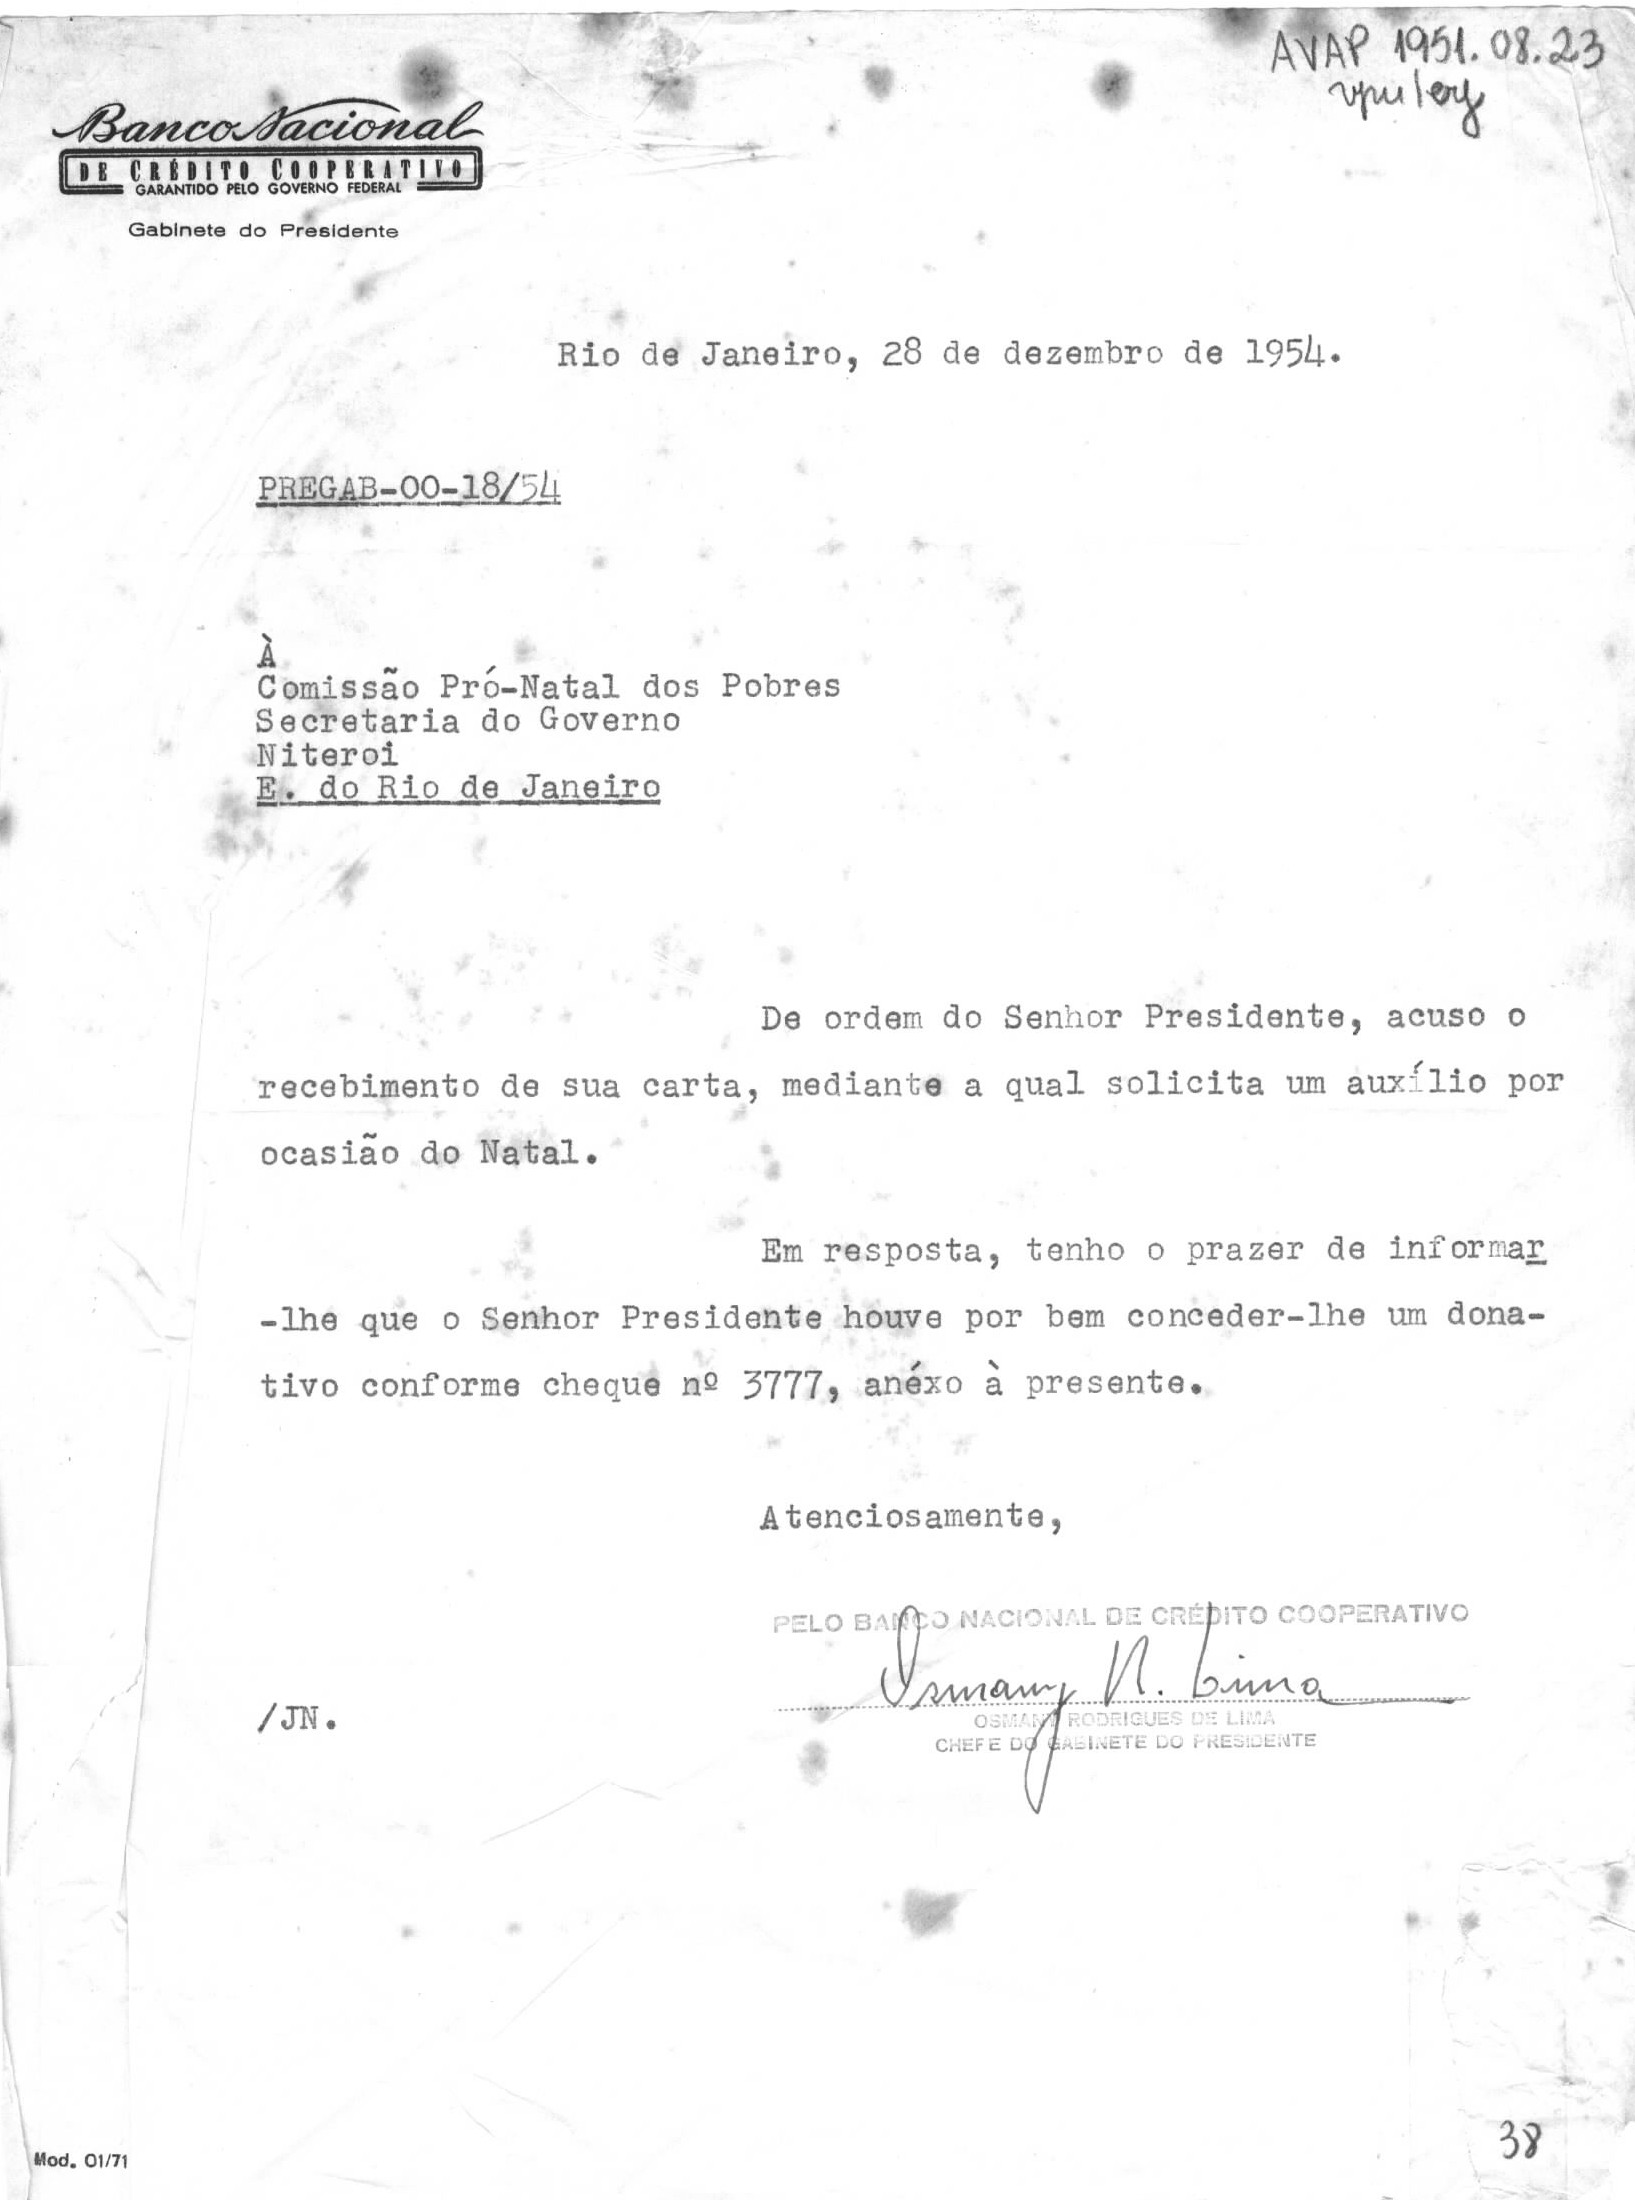 AVAP 1951.08.23
Banco Nacional
DE CRÉDITO COOPERATIVO
GARANTIDO PELO GOVERNO FEDERAL
Gabinete do Presidente
Rio de Janeiro, 28 de dezembro de 1954.
PREGAB-00-18/54
À
Comissão Pró-Natal dos Pobres
Secretaria do Governo
Niteroi
E. do Rio de Janeiro
De ordem do Senhor Presidente, acuso o
recebimento de sua carta, mediante a qual solicita um auxílio por
ocasião do Natal.
Em resposta, tenho o prazer de informar
-lhe que o Senhor Presidente houve por bem conceder-lhe um dona-
tivo conforme cheque nº 3777, anéxo à presente.
Atenciosamente,
PELO BANCO NACIONAL DE CRÉDITO COOPERATIVO
Osmany R. Lima
OSMANY RODRIGUES DE LIMA
CHEFE DO GABINETE DO PRESIDENTE
/JN.
38
Mod. 01/71